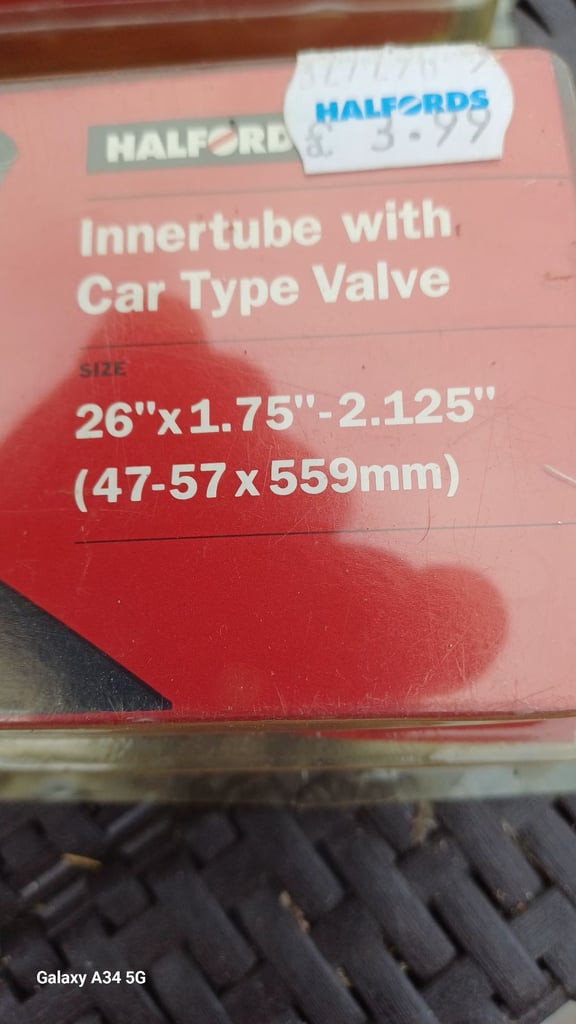 HALFORDS
£ 3.99
HALFORD
Innertube with
Car Type Valve
SIZE
26"x1.75"-2.125"
(47-57x559mm)
Galaxy A34 5G